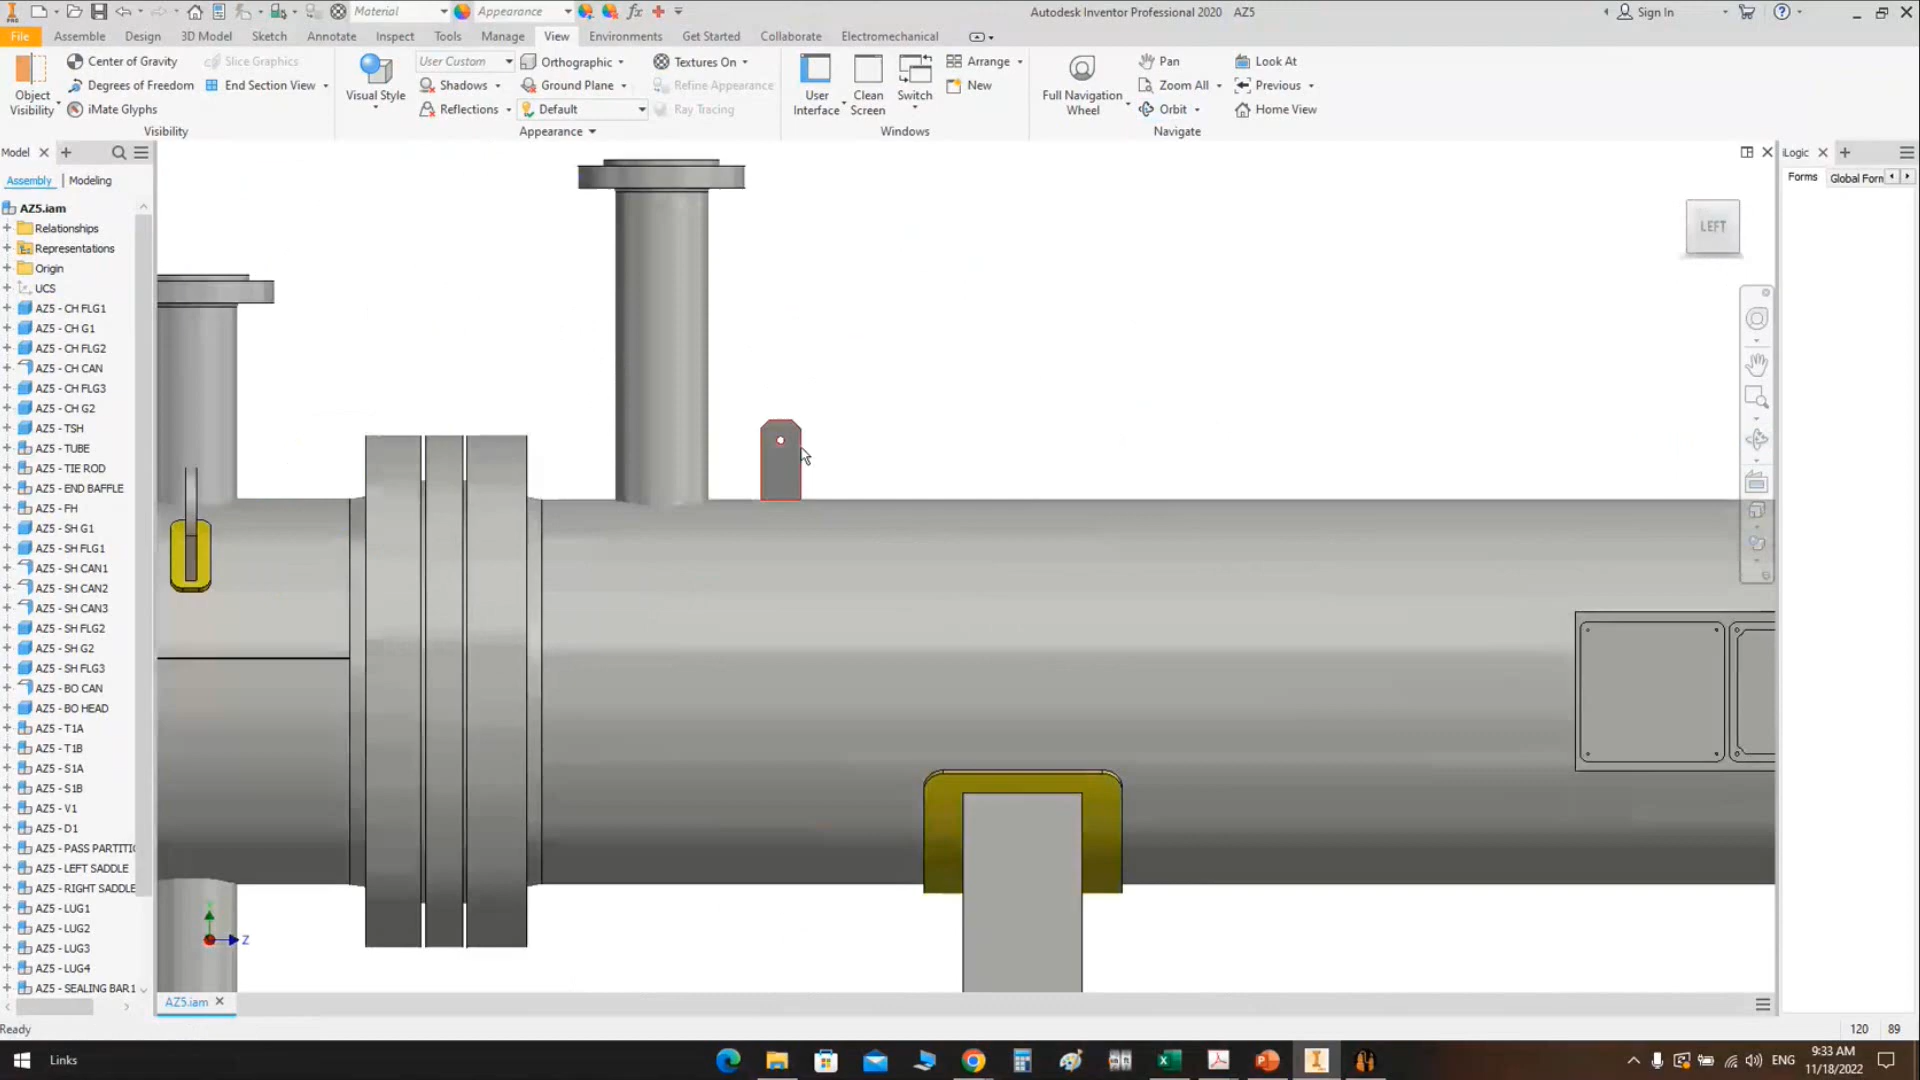 Material
Appearance
Autodesk Inventor Professional 2020 AZ5
Sign In
File Assemble Design 3D Model Sketch Annotate Inspect Tools Manage View Environments Get Started Collaborate Electromechanical
Object Visibility
Center of Gravity
Degrees of Freedom
iMate Glyphs
Slice Graphics
End Section View
Visibility
Visual Style
User Custom
Shadows
Reflections
Orthographic
Ground Plane
Default
Textures On
Refine Appearance
Ray Tracing
Appearance
User Interface
Clean Screen
Switch
Arrange
New
Windows
Full Navigation Wheel
Pan
Zoom All
Orbit
Look At
Previous
Home View
Navigate
Model
Assembly Modeling
AZ5.iam
Relationships
Representations
Origin
UCS
AZ5 - CH FLG1
AZ5 - CH G1
AZ5 - CH FLG2
AZ5 - CH CAN
AZ5 - CH FLG3
AZ5 - CH G2
AZ5 - TSH
AZ5 - TUBE
AZ5 - TIE ROD
AZ5 - END BAFFLE
AZ5 - FH
AZ5 - SH G1
AZ5 - SH FLG1
AZ5 - SH CAN1
AZ5 - SH CAN2
AZ5 - SH CAN3
AZ5 - SH FLG2
AZ5 - SH G2
AZ5 - SH FLG3
AZ5 - BO CAN
AZ5 - BO HEAD
AZ5 - T1A
AZ5 - T1B
AZ5 - S1A
AZ5 - S1B
AZ5 - V1
AZ5 - D1
AZ5 - PASS PARTITIC
AZ5 - LEFT SADDLE
AZ5 - RIGHT SADDLE
AZ5 - LUG1
AZ5 - LUG2
AZ5 - LUG3
AZ5 - LUG4
AZ5 - SEALING BAR1
LEFT
iLogic
Forms Global Forn
Z
AZ5.iam
Ready
120 89
Links
ENG
9:33 AM
11/18/2022